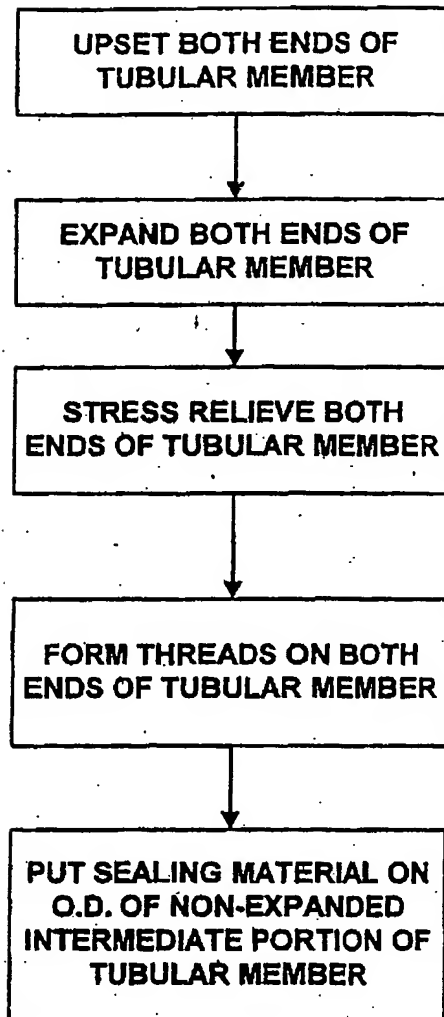 UPSET BOTH ENDS OF
TUBULAR MEMBER
EXPAND BOTH ENDS OF
TUBULAR MEMBER
STRESS RELIEVE BOTH
ENDS OF TUBULAR MEMBER
FORM THREADS ON BOTH
ENDS OF TUBULAR MEMBER
PUT SEALING MATERIAL ON
O.D. OF NON-EXPANDED
INTERMEDIATE PORTION OF
TUBULAR MEMBER